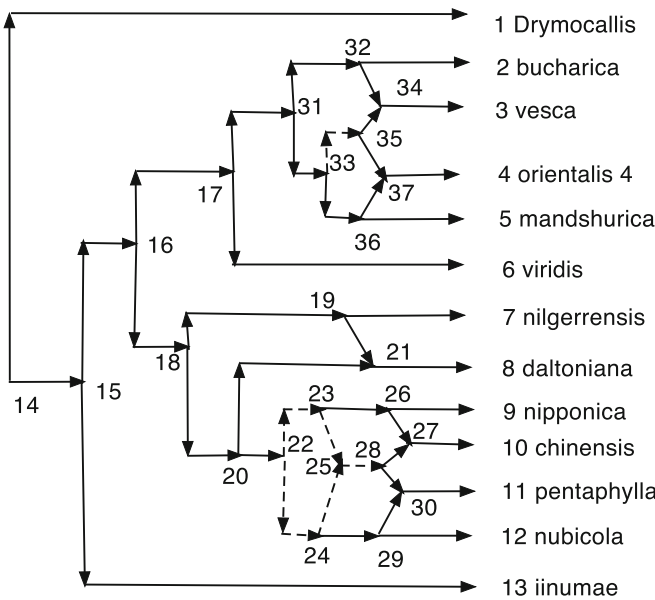 1 Drymocallis
32
2 bucharica
34
31
3 vesca
35
33
4 orientalis 4
17
37
5 mandshurica
16
36
6 viridis
19
7 nilgerrensis
18
21
8 daltoniana
14
15
23
26
9 nipponica
27
22
10 chinensis
25
28
20
11 pentaphylla
30
12 nubicola
24
29
13 iinumae